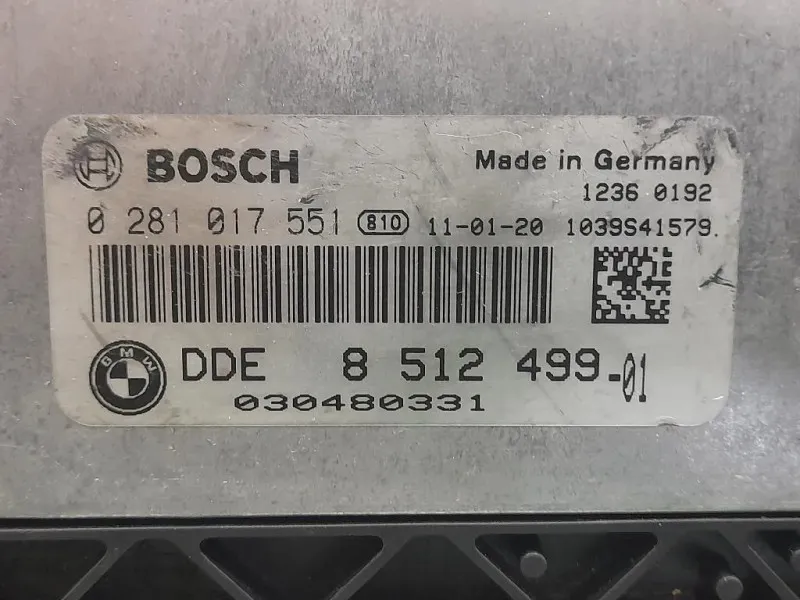 BOSCH Made in Germany
1236 0192
0 281 017 551 810 11-01-20 1039S41579.
BMW DDE 8 512 499-01
030480331